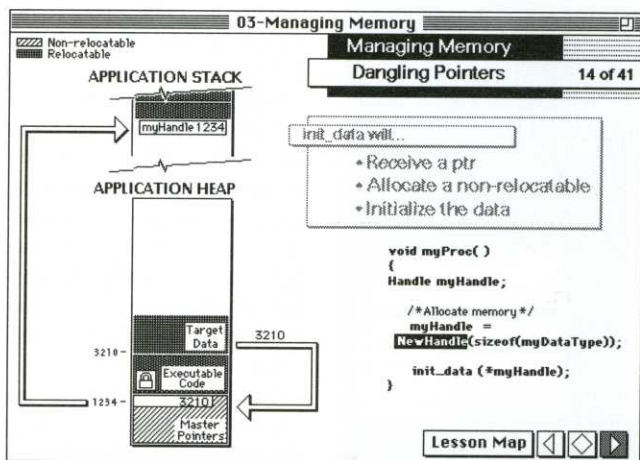 03-Managing Memory
Non-relocatable
Relocatable
Managing Memory
Dangling Pointers 14 of 41
APPLICATION STACK
myHandle 1234
APPLICATION HEAP
init_data will...
• Receive a ptr
• Allocate a non-relocatable
• Initialize the data
void myProc( )
{
Handle myHandle;
/*Allocate memory*/
myHandle =
NewHandle(sizeof(myDataType));
init_data (*myHandle);
}
Target
Data
3210
3210
Executable
Code
1234
3210
Master
Pointers
Lesson Map